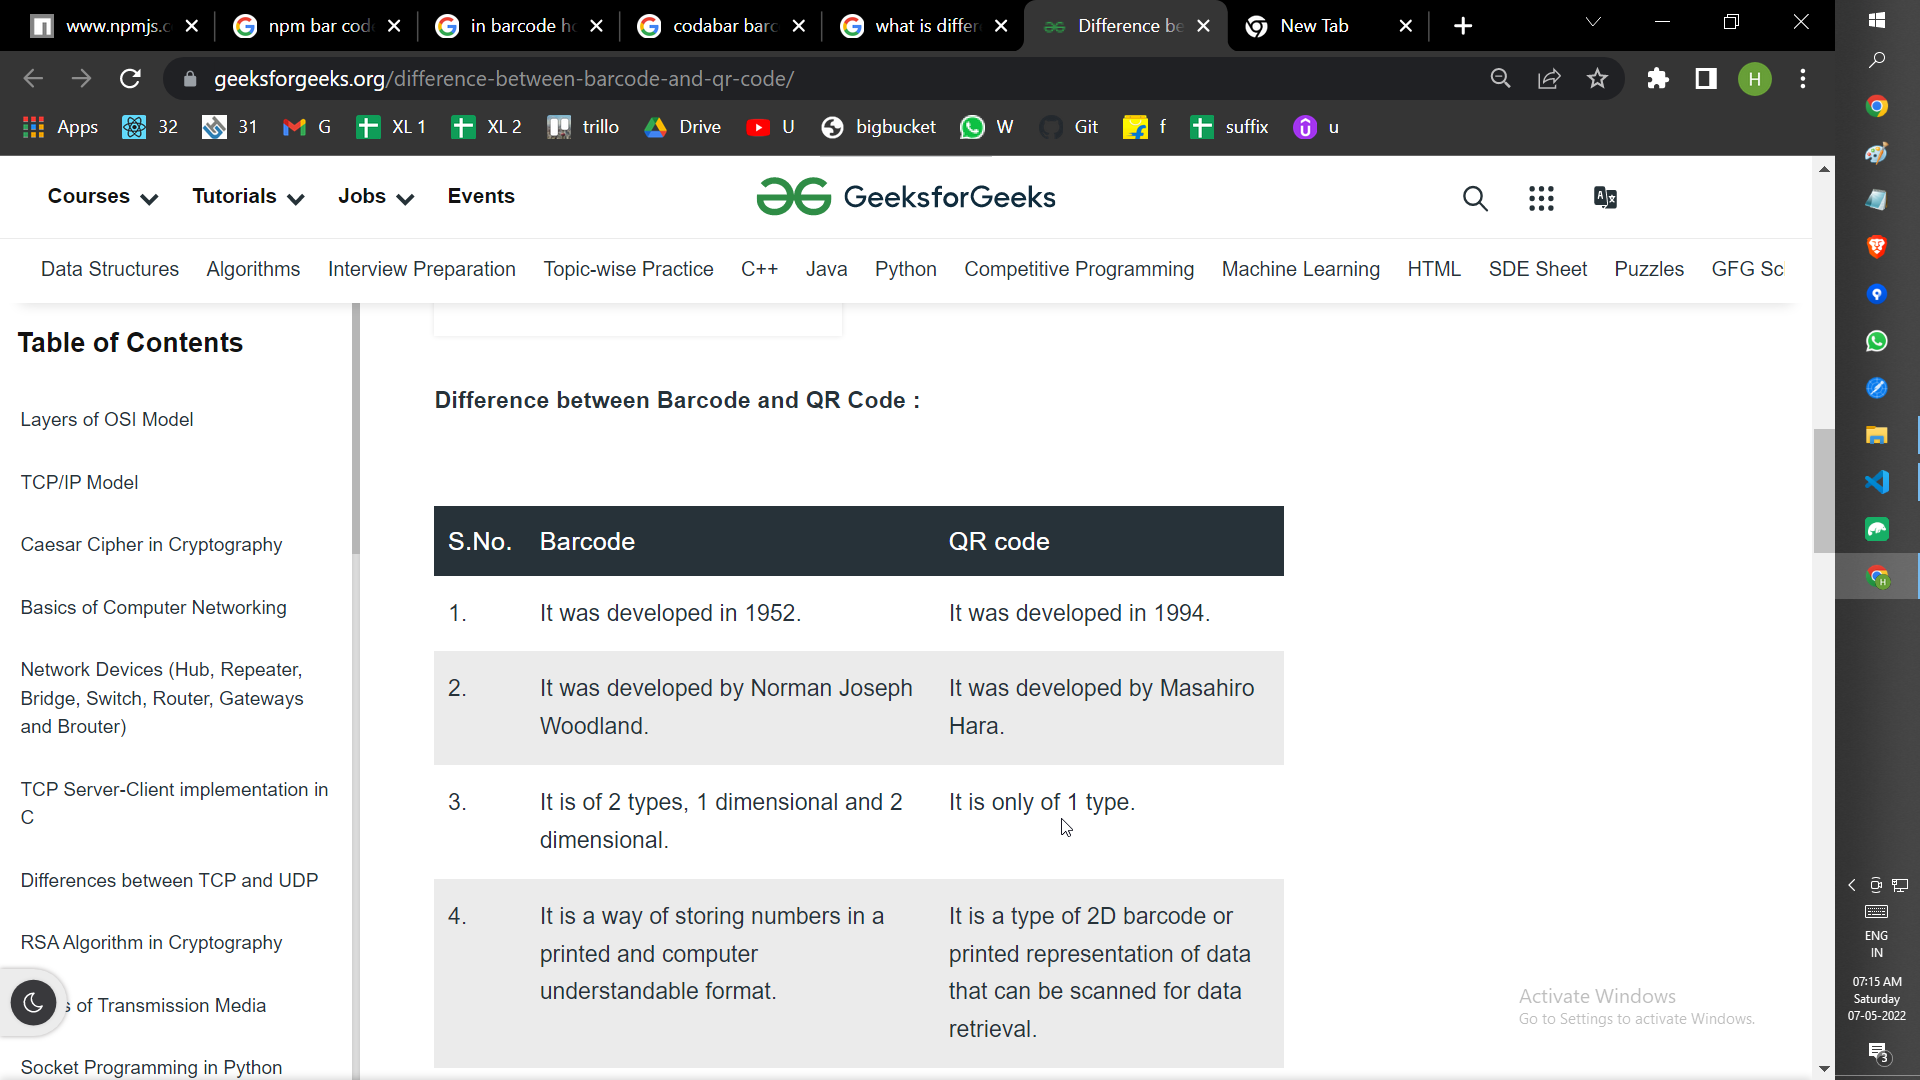 www.npmjs.c
npm bar cod
in barcode ho
codabar barc
what is differ
Difference be
New Tab
geeksforgeeks.org/difference-between-barcode-and-qr-code/
H
Apps
32
31
G
XL 1
XL 2
trillo
Drive
U
bigbucket
W
Git
f
suffix
u
Courses
Tutorials
Jobs
Events
GeeksforGeeks
Data Structures
Algorithms
Interview Preparation
Topic-wise Practice
C++
Java
Python
Competitive Programming
Machine Learning
HTML
SDE Sheet
Puzzles
GFG Sc
Table of Contents
Layers of OSI Model
TCP/IP Model
Caesar Cipher in Cryptography
Basics of Computer Networking
Network Devices (Hub, Repeater,
Bridge, Switch, Router, Gateways
and Brouter)
TCP Server-Client implementation in
C
Differences between TCP and UDP
RSA Algorithm in Cryptography
s of Transmission Media
Socket Programming in Python
Difference between Barcode and QR Code :
S.No. Barcode QR code
1. It was developed in 1952. It was developed in 1994.
2. It was developed by Norman Joseph It was developed by Masahiro
Woodland. Hara.
3. It is of 2 types, 1 dimensional and 2 It is only of 1 type.
dimensional.
4. It is a way of storing numbers in a It is a type of 2D barcode or
printed and computer printed representation of data
understandable format. that can be scanned for data
retrieval.
Activate Windows
Go to Settings to activate Windows.
ENG
IN
07:15 AM
Saturday
07-05-2022
3